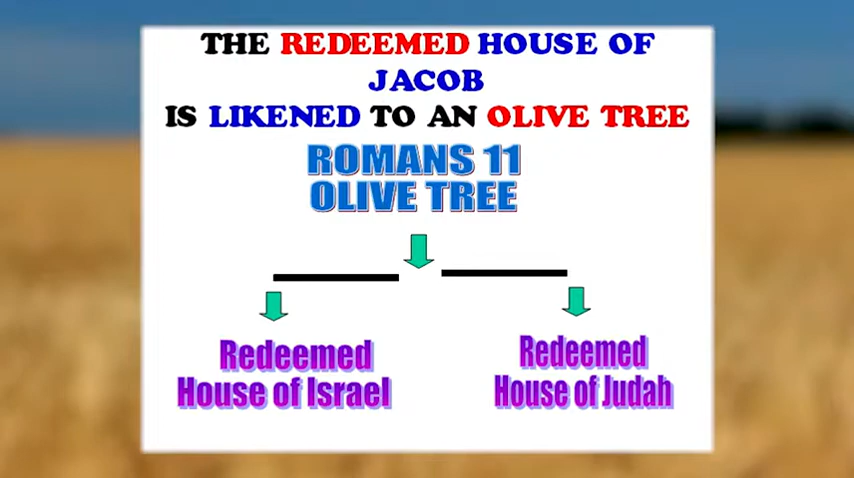 THE REDEEMED HOUSE OF
JACOB
IS LIKENED TO AN OLIVE TREE
ROMANS 11
OLIVE TREE
Redeemed
House of Israel
Redeemed
House of Judah